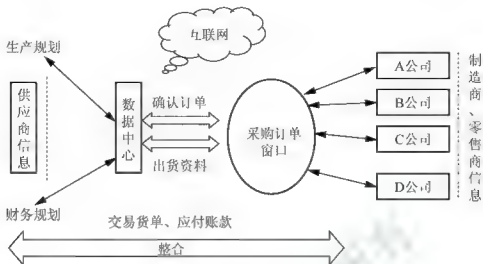 互联网
生产规划
供应商信息
财务规划
数据中心
确认订单
出货资料
采购订单
窗口
A公司
B公司
C公司
D公司
制造商、零售商信息
交易货单、应付账款
整合